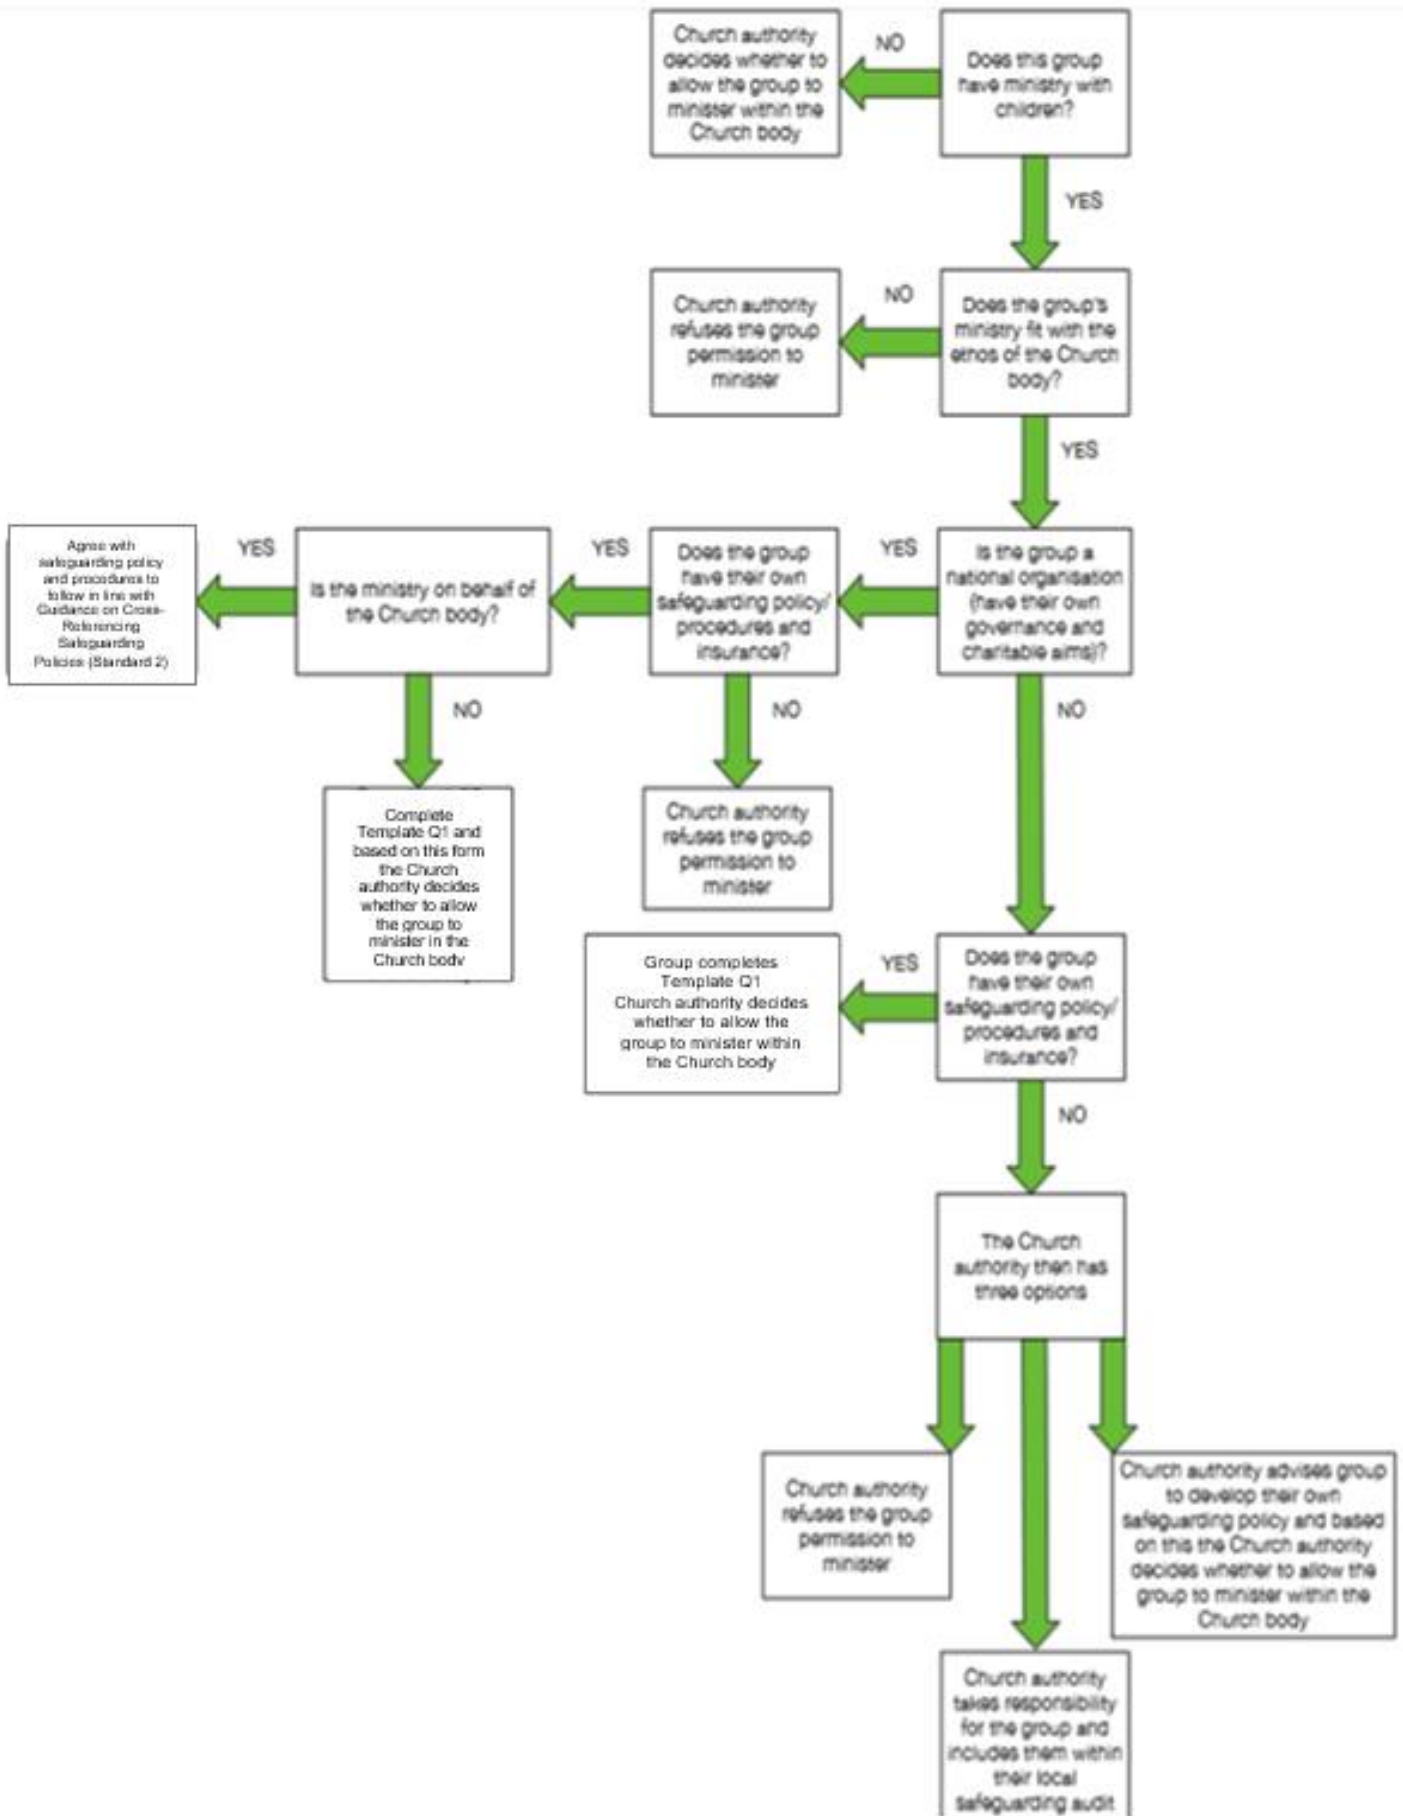 Church authority
decides whether to
allow the group to
minister within the
Church body
NO
Does this group
have ministry with
children?
YES
Church authority
refuses the group
permission to
minister
NO
Does the group's
ministry fit with the
ethos of the Church
body?
YES
Agree with
safeguarding policy
and procedures to
follow in line with
Guidance on Cross-
Referencing
Safeguarding
Policies (Standard 2)
YES
Is the ministry on behalf of
the Church body?
YES
Does the group
have their own
safeguarding policy/
procedures and
insurance?
YES
Is the group a
national organisation
(have their own
governance and
charitable aims)?
NO
NO
NO
Complete
Template Q1 and
based on this form
the Church
authority decides
whether to allow
the group to
minister in the
Church body
Church authority
refuses the group
permission to
minister
Group completes
Template Q1
Church authority decides
whether to allow the
group to minister within
the Church body
YES
Does the group
have their own
safeguarding policy/
procedures and
insurance?
NO
The Church
authority then has
three options
Church authority
refuses the group
permission to
minister
Church authority advises group
to develop their own
safeguarding policy and based
on this the Church authority
decides whether to allow the
group to minister within the
Church body
Church authority
takes responsibility
for the group and
includes them within
their local
safeguarding audit